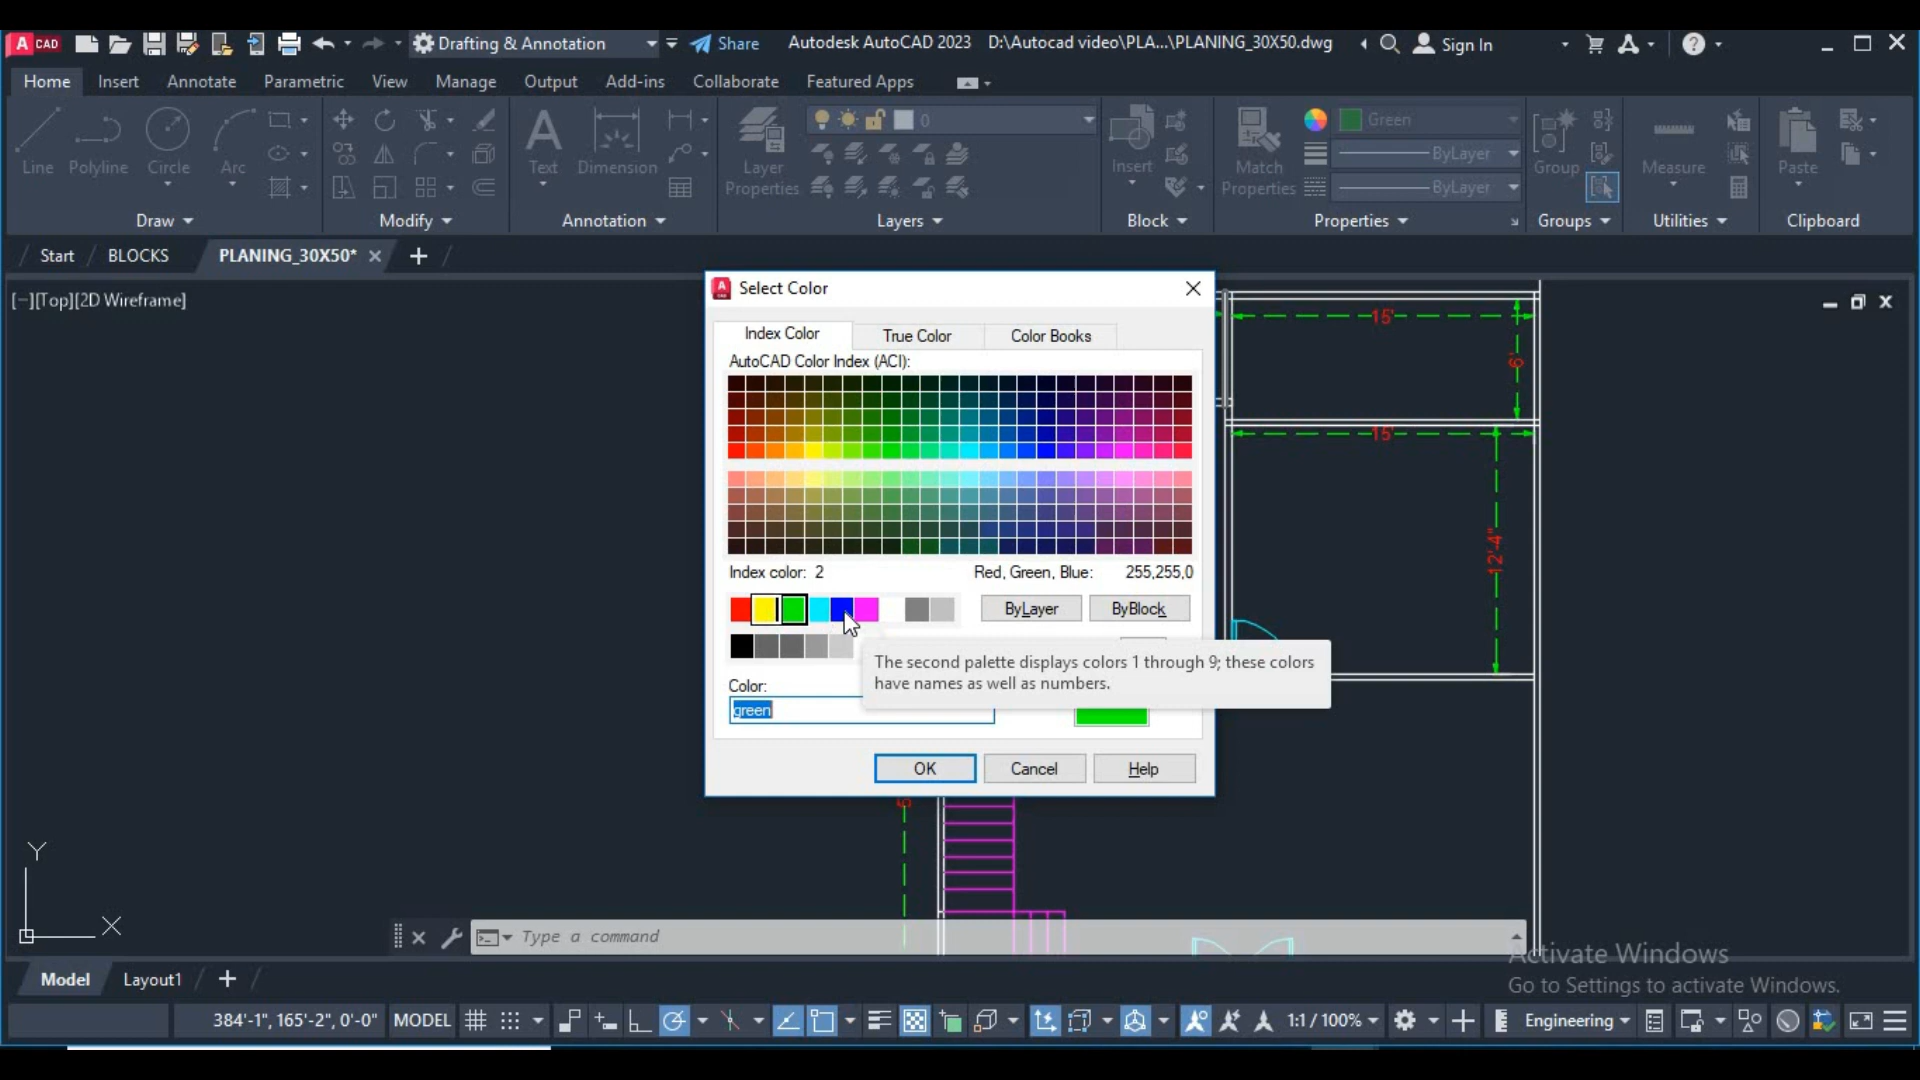 A CAD Drafting & Annotation Share Autodesk AutoCAD 2023 D:\Autocad video\PLA...\PLANING_30X50.dwg Sign In
Home Insert Annotate Parametric View Manage Output Add-ins Collaborate Featured Apps
0 Green
Line Polyline Circle Arc Text Dimension Layer Properties Insert Match Properties ByLayer Group Measure Paste
ByLayer
Draw Modify Annotation Layers Block Properties Groups Utilities Clipboard
Start BLOCKS PLANING_30X50*
[−][Top][2D Wireframe]
Select Color
Index Color True Color Color Books
AutoCAD Color Index (ACI):
Index color: 2 Red, Green, Blue: 255,255,0
ByLayer ByBlock
The second palette displays colors 1 through 9; these colors
have names as well as numbers.
Color:
green
OK Cancel Help
15'
6'
15'
12'-4"
Y
X
Type a command
Activate Windows
Go to Settings to activate Windows.
Model Layout1
384'-1", 165'-2", 0'-0" MODEL 1:1 / 100% Engineering